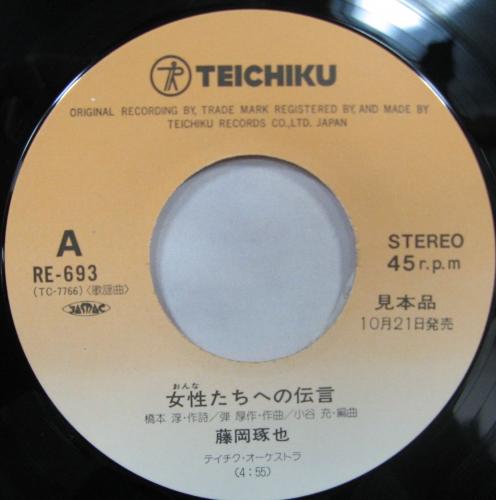 TEICHIKU
ORIGINAL RECORDING BY, TRADE MARK REGISTERED BY, AND MADE BY
TEICHIKU RECORDS CO., LTD. JAPAN
A
RE-693
(TC-7766)〈歌謡曲〉
JASRAC
STEREO
45 r.p.m
見本品
10月21日発売
おんな
女性たちへの伝言
橋本 淳・作詩/弾 厚作・作曲/小谷 充・編曲
藤岡琢也
テイチク・オーケストラ
(4:55)